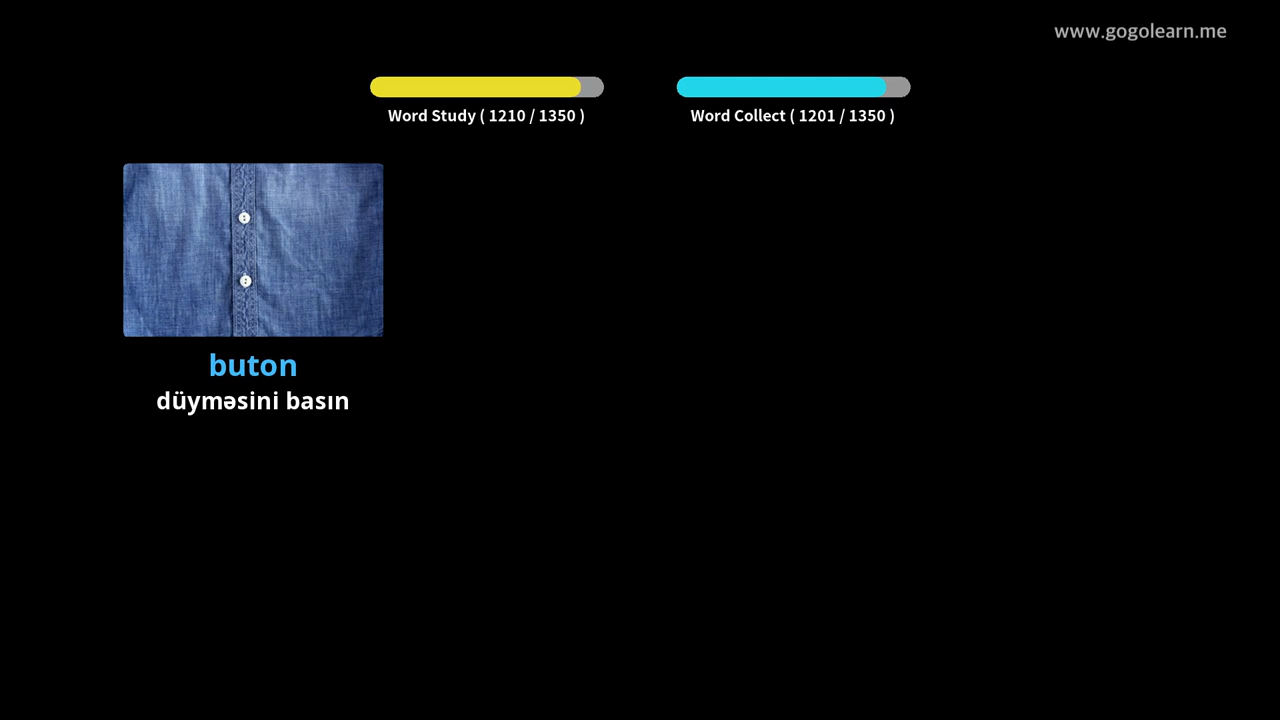 www.gogolearn.me
Word Study ( 1210 / 1350 )
Word Collect ( 1201 / 1350 )
buton
düyməsini basın